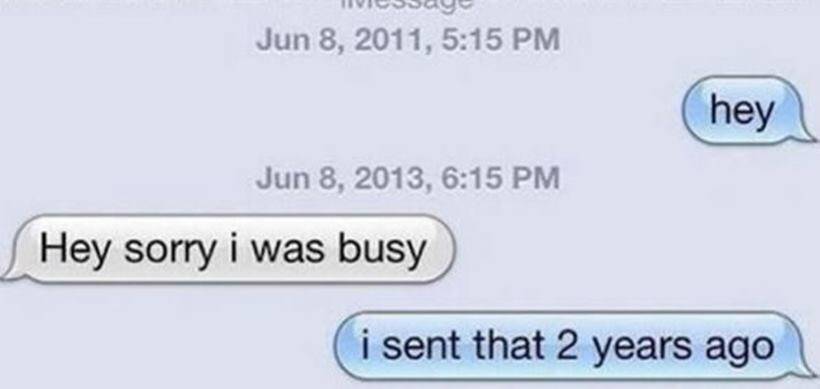 iMessage
Jun 8, 2011, 5:15 PM
hey
Jun 8, 2013, 6:15 PM
Hey sorry i was busy
i sent that 2 years ago